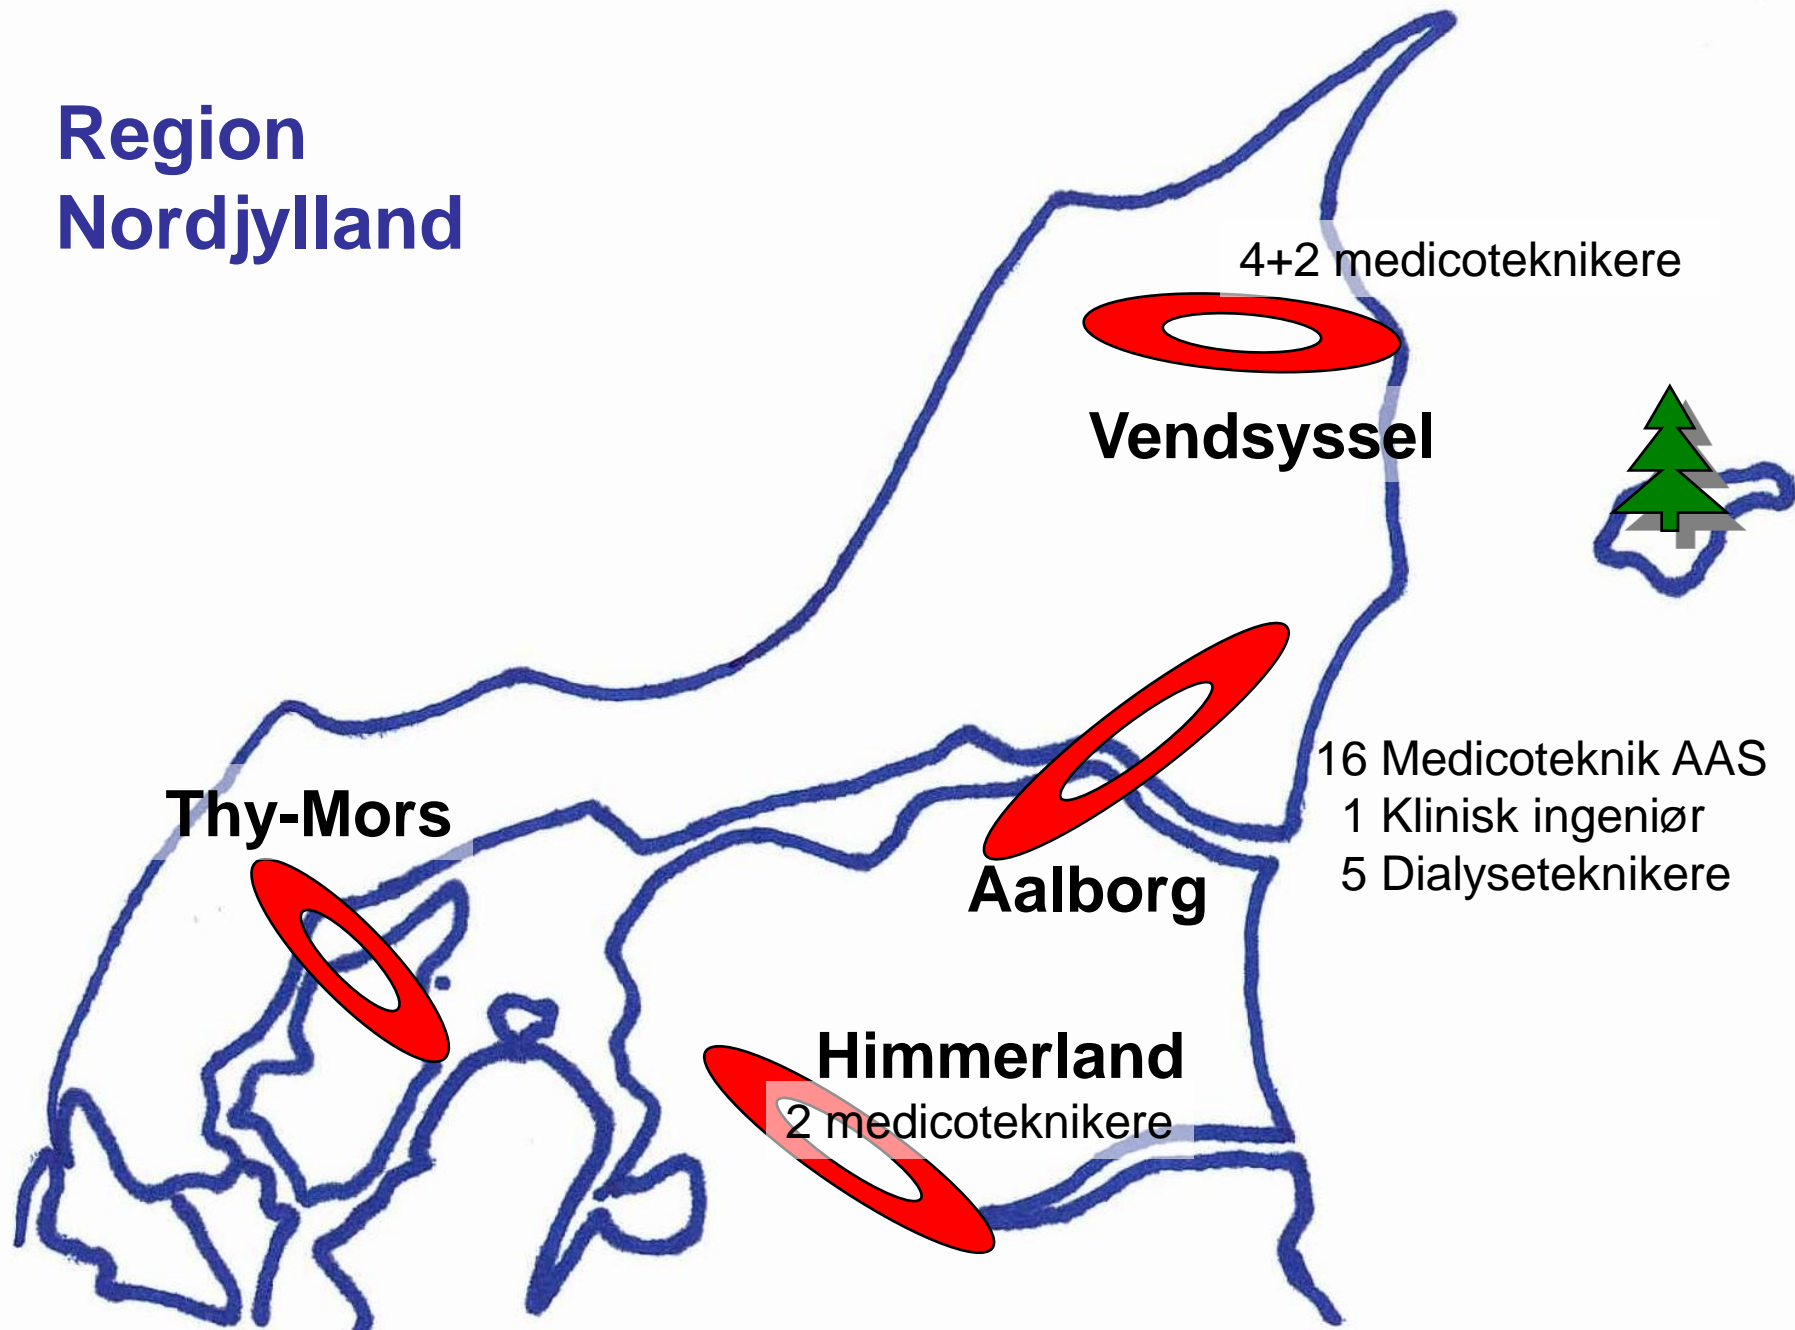 Region
Nordjylland
4+2 medicoteknikere
Vendsyssel
16 Medicoteknik AAS
1 Klinisk ingeniør
5 Dialyseteknikere
Thy-Mors
Aalborg
Himmerland
2 medicoteknikere